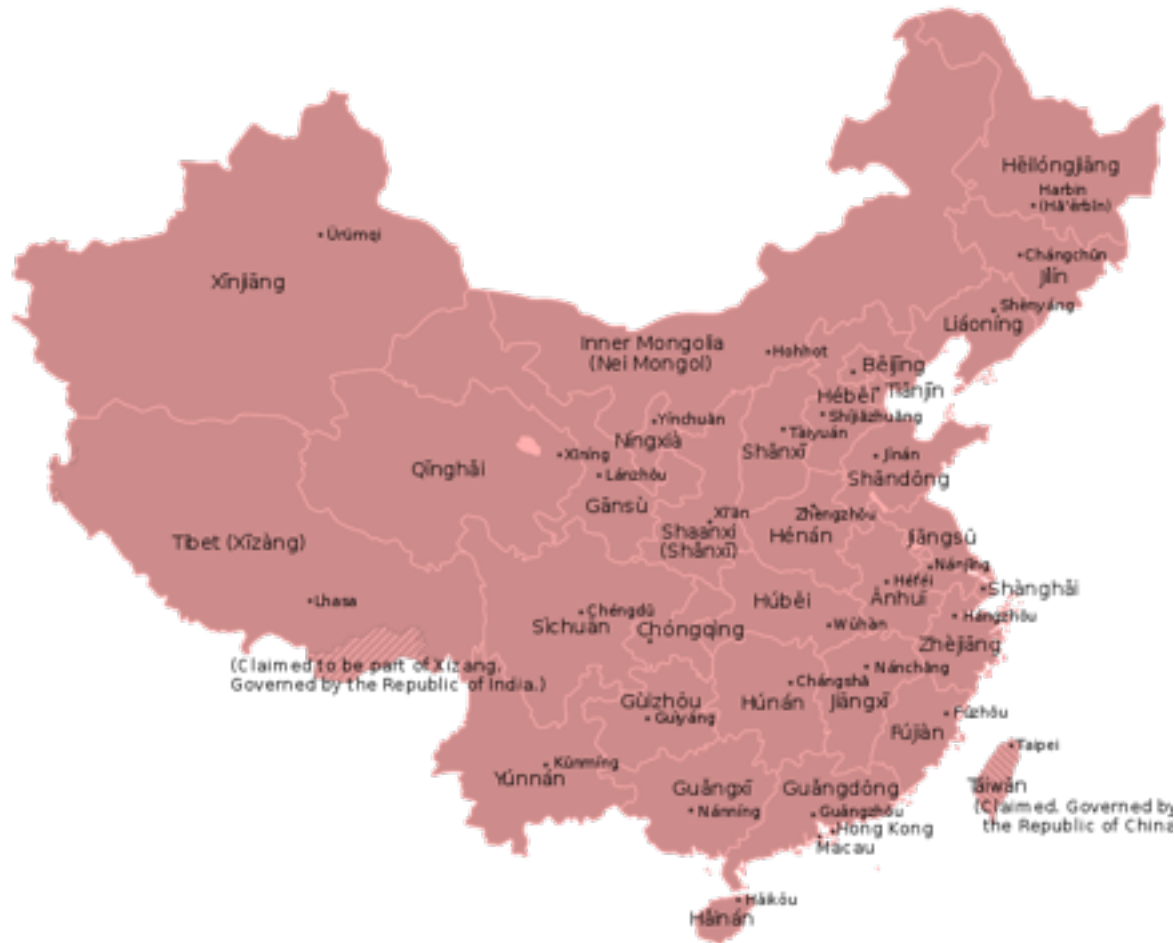 Hēilóngjiāng
Harbin
(Hā'ěrbīn)
Ürümqi
Chángchūn
Xīnjiāng
Jílín
Shěnyáng
Liáoníng
Inner Mongolia
(Nei Mongol)
Hohhot
Běijīng
Tiānjīn
Héběi
Shíjiāzhuāng
Yínchuān
Tàiyuán
Níngxià
Shānxī
Xīníng
Jǐnán
Qīnghǎi
Lánzhōu
Shāndōng
Gānsù
Xī'ān
Zhèngzhōu
Shaanxi
(Shǎnxī)
Hénán
Jiāngsū
Tibet (Xīzàng)
Nánjīng
Héféi
Shànghǎi
Ānhuī
Lhasa
Húběi
Chéngdū
Hángzhōu
Sìchuān
Chóngqìng
Wǔhàn
Zhèjiāng
(Claimed to be part of Xizang.
Governed by the Republic of India.)
Nánchāng
Chángshā
Gùizhōu
Húnán
Jiāngxī
Guìyáng
Fúzhōu
Fújiàn
Taipei
Kūnmíng
Yúnnán
Guǎngxī
Guǎngdōng
Táiwān
(Claimed. Governed by
the Republic of China
Nánníng
Guǎngzhōu
Hong Kong
Macau
Hǎikǒu
Hǎinán